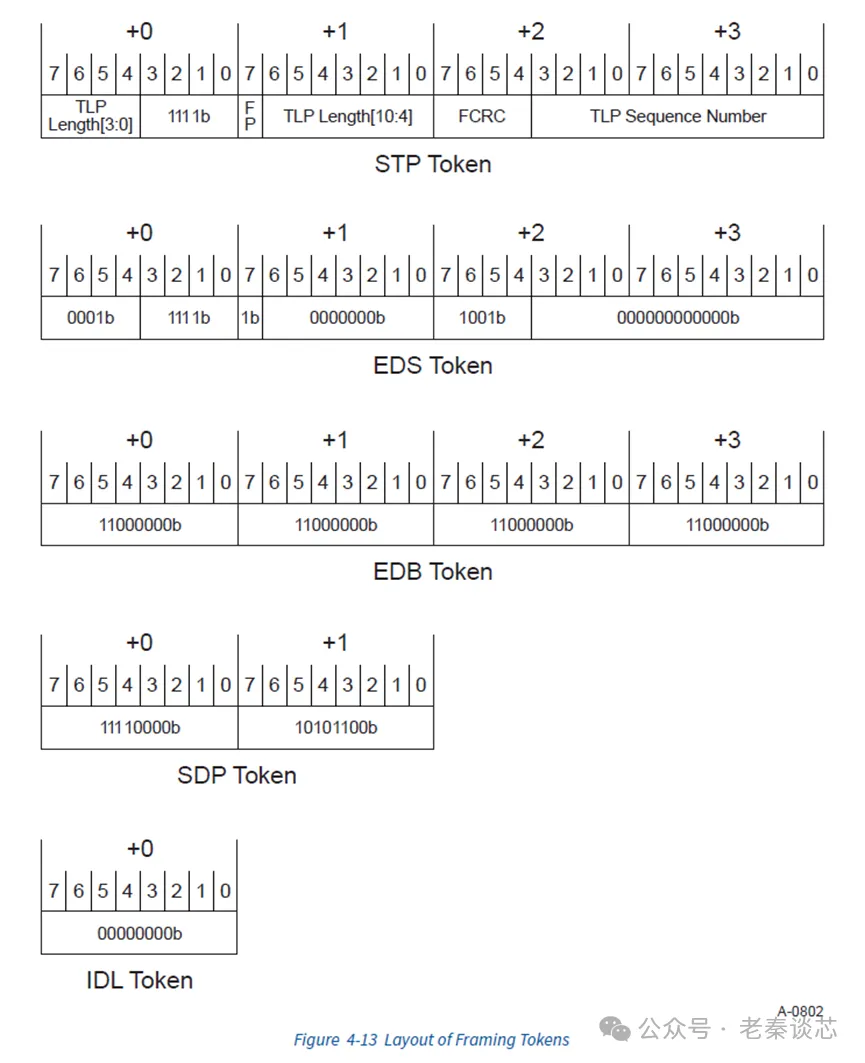 +0 +1 +2 +3
7 6 5 4 3 2 1 0 7 6 5 4 3 2 1 0 7 6 5 4 3 2 1 0 7 6 5 4 3 2 1 0
TLP Length[3:0] 1111b FP TLP Length[10:4] FCRC TLP Sequence Number
STP Token
+0 +1 +2 +3
7 6 5 4 3 2 1 0 7 6 5 4 3 2 1 0 7 6 5 4 3 2 1 0 7 6 5 4 3 2 1 0
0001b 1111b 1b 0000000b 1001b 000000000000b
EDS Token
+0 +1 +2 +3
7 6 5 4 3 2 1 0 7 6 5 4 3 2 1 0 7 6 5 4 3 2 1 0 7 6 5 4 3 2 1 0
11000000b 11000000b 11000000b 11000000b
EDB Token
+0 +1
7 6 5 4 3 2 1 0 7 6 5 4 3 2 1 0
11110000b 10101100b
SDP Token
+0
7 6 5 4 3 2 1 0
00000000b
IDL Token
A-0802
Figure 4-13 Layout of Framing Tokens
公众号 · 老秦谈芯